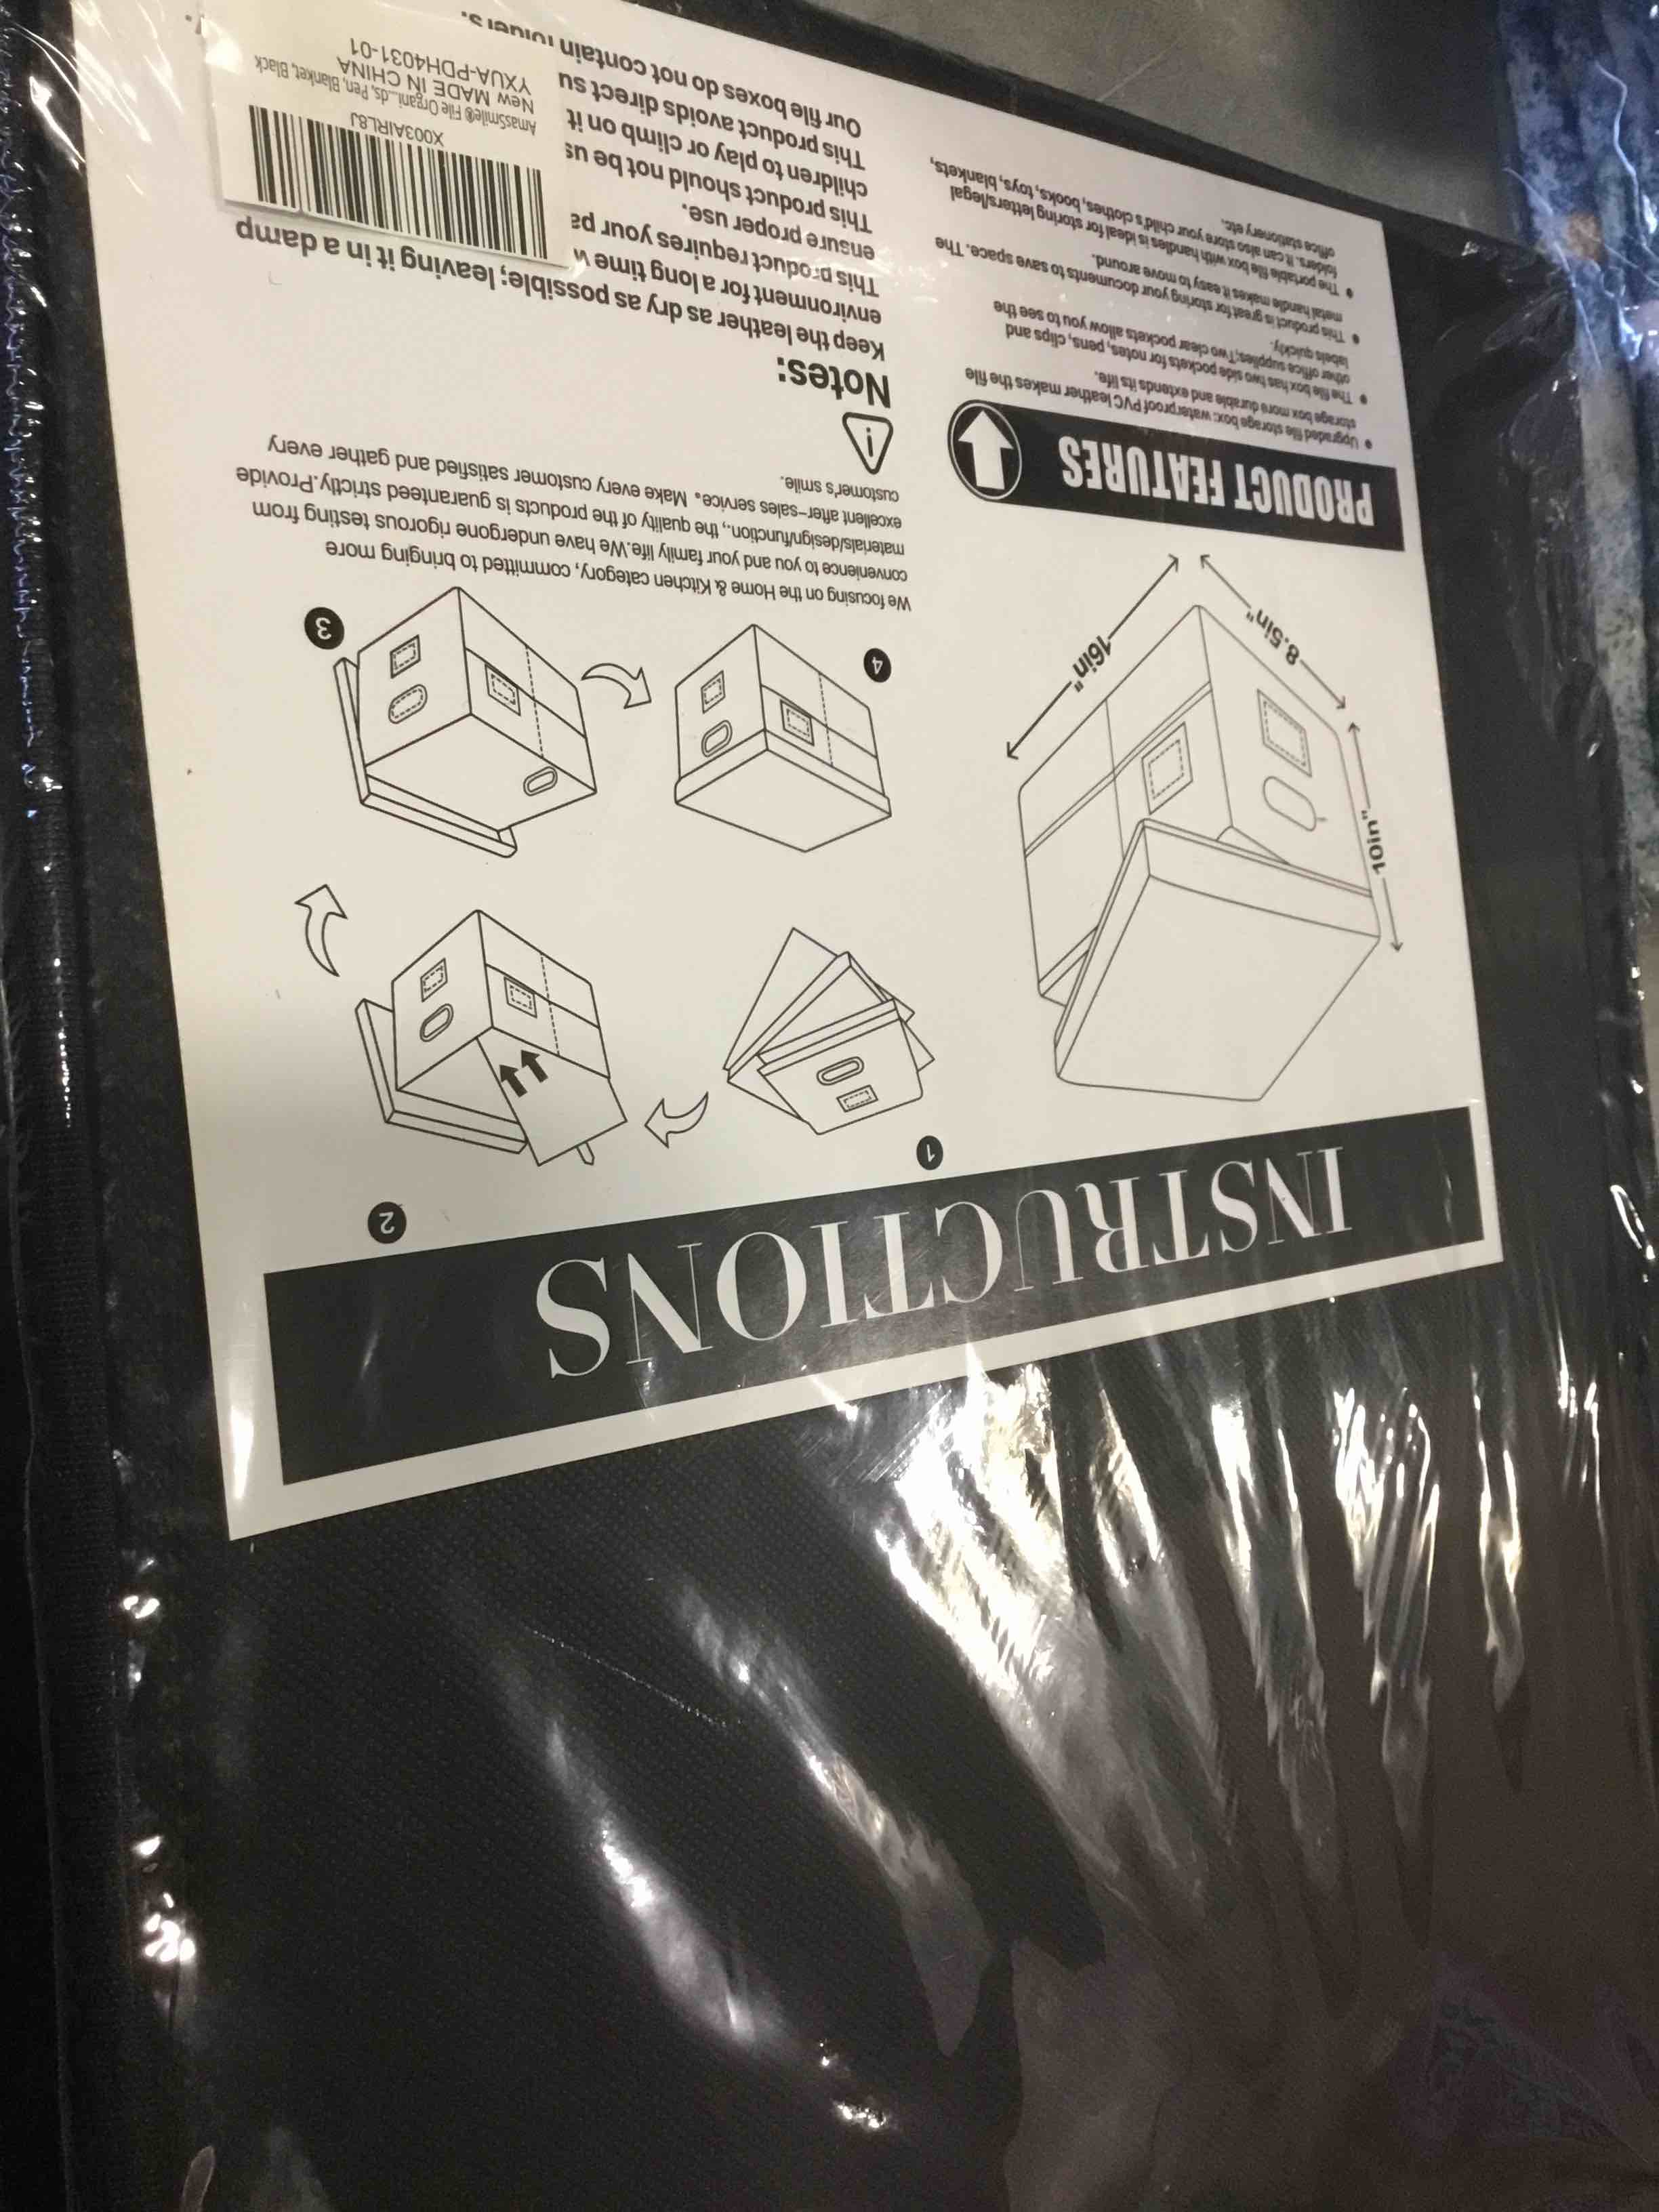 INSTRUCTIONS
1
2
3
4
16in"
8.5in"
10in"
PRODUCT FEATURES
Upgraded file storage box: waterproof PVC leather makes the file
storage box more durable and extends its life.
The file box has two side pockets for notes, pens, clips and
other office supplies;Two clear pockets allow you to see the
labels quickly.
This product is great for storing your documents to save space. The
metal handle makes it easy to move around.
The portable file box with handles is ideal for storing letters/legal
folders. It can also store your child's clothes, books, toys, blankets,
office stationery etc.
We focusing on the Home & Kitchen category, committed to bringing more
convenience to you and your family life.We have undergone rigorous testing from
materials/design/function., the quality of the products is guaranteed strictly.Provide
excellent after-sales service。Make every customer satisfied and gather every
customer's smile.
i
Notes:
Keep the leather as dry as possible; leaving it in a damp
environment for a long time w
This product requires your pa
ensure proper use.
This product should not be us
children to play or climb on it
This product avoids direct su
Our file boxes do not contain folders.
X003AIRL8J
AmasSmile® File Organi...ds, Pen, Blanket, Black
New MADE IN CHINA
YXUA-PDH4031-01